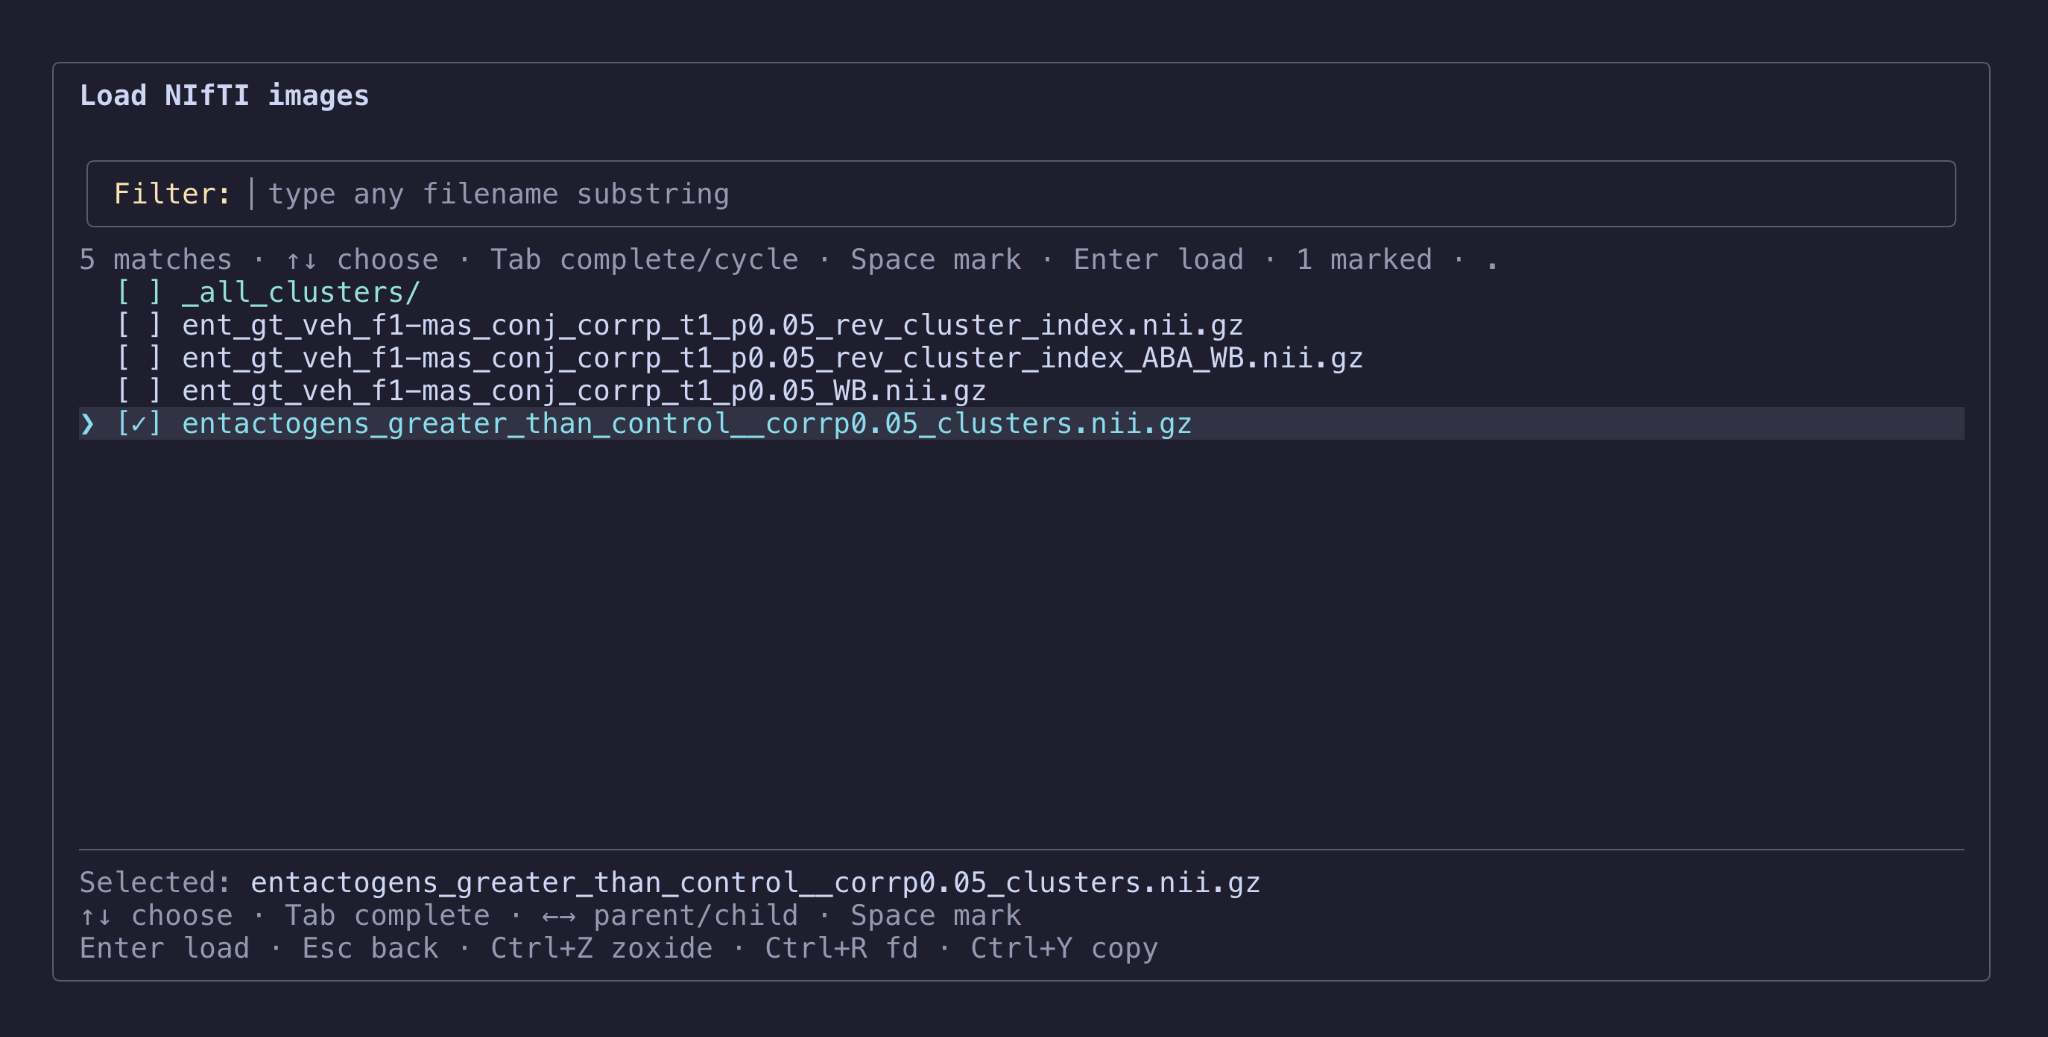 Load NIfTI images
Filter: type any filename substring
5 matches · ↑↓ choose · Tab complete/cycle · Space mark · Enter load · 1 marked · .
[ ] _all_clusters/
[ ] ent_gt_veh_f1-mas_conj_corrp_t1_p0.05_rev_cluster_index.nii.gz
[ ] ent_gt_veh_f1-mas_conj_corrp_t1_p0.05_rev_cluster_index_ABA_WB.nii.gz
[ ] ent_gt_veh_f1-mas_conj_corrp_t1_p0.05_WB.nii.gz
❯ [✓] entactogens_greater_than_control__corrp0.05_clusters.nii.gz
Selected: entactogens_greater_than_control__corrp0.05_clusters.nii.gz
↑↓ choose · Tab complete · ←→ parent/child · Space mark
Enter load · Esc back · Ctrl+Z zoxide · Ctrl+R fd · Ctrl+Y copy